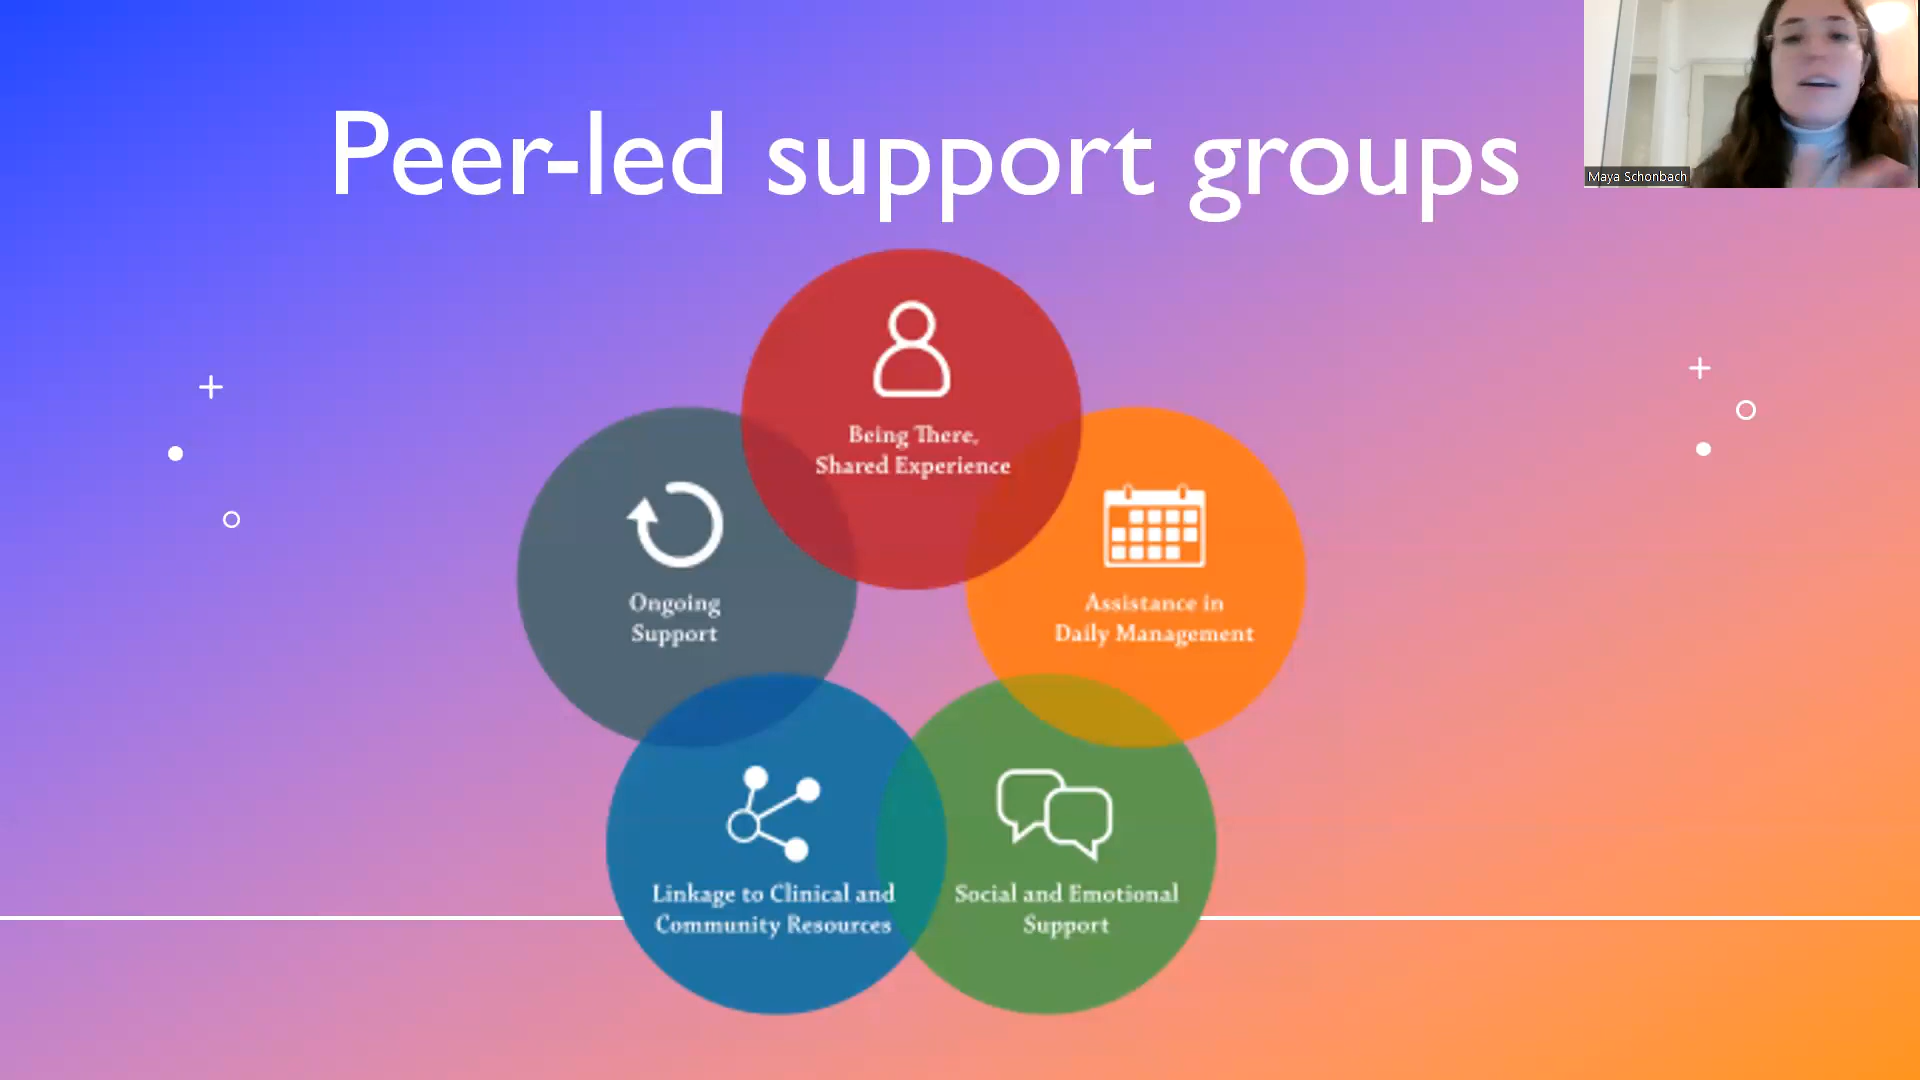 Peer-led support groups
Maya Schonbach
Being There,
Shared Experience
Ongoing
Support
Assistance in
Daily Management
Linkage to Clinical and
Community Resources
Social and Emotional
Support